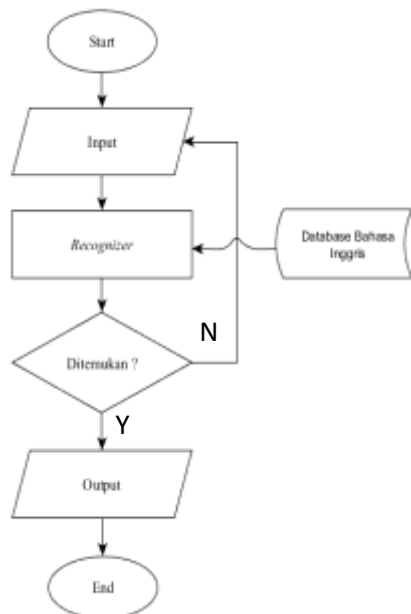 Start
Input
Recognizer
Database Bahasa
Inggris
Ditemukan ?
N
Y
Output
End